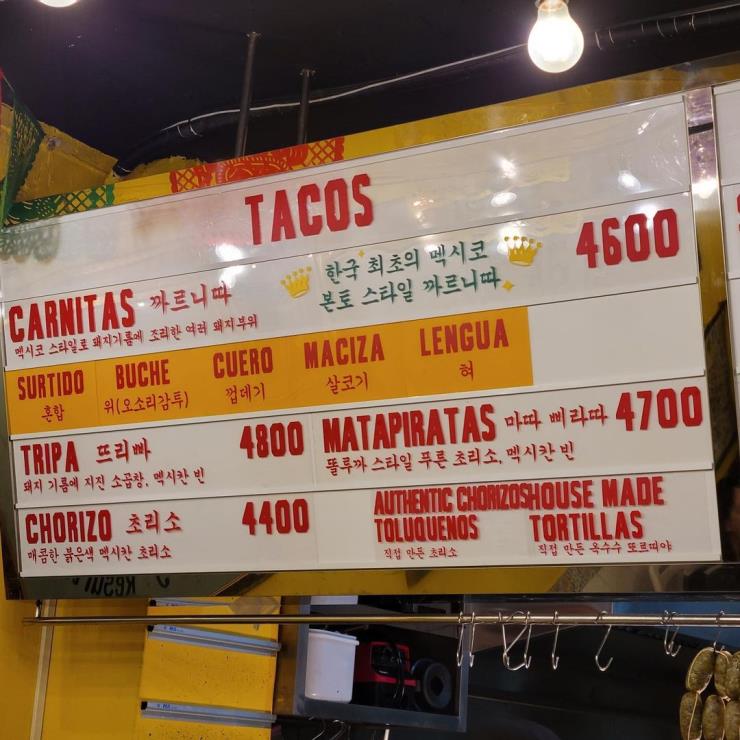 TACOS
CARNITAS 까르니따
한국 최초의 멕시코
본토 스타일 까르니따
4600
멕시코 스타일로 돼지기름에 조리한 여러 돼지부위
SURTIDO BUCHE CUERO MACIZA LENGUA
혼합 위(오소리감투) 껍데기 살코기 혀
TRIPA 뜨리빠 4800
돼지 기름에 지진 소곱창, 멕시칸 빈
MATAPIRATAS 마따 삐라따 4700
똘루까 스타일 푸른 초리소, 멕시칸 빈
CHORIZO 초리소 4400
매콤한 붉은색 멕시칸 초리소
AUTHENTIC CHORIZOS
TOLUQUENOS
직접 만든 초리소
HOUSE MADE
TORTILLAS
직접 만든 옥수수 또르띠야